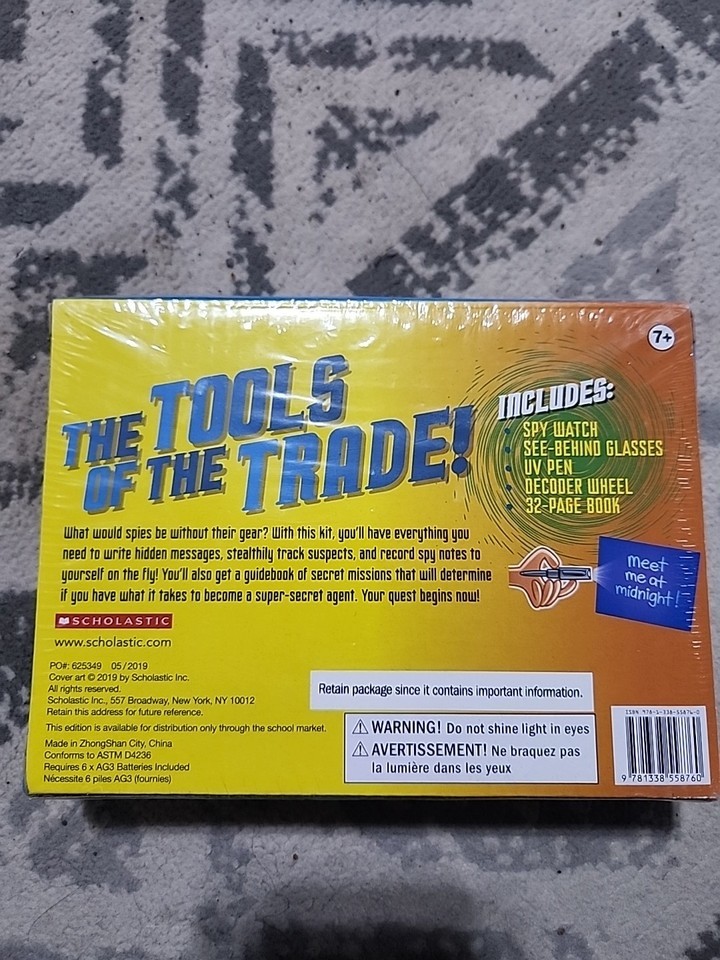 7+
THE TOOLS
OF THE TRADE!
INCLUDES:
SPY WATCH
SEE-BEHIND GLASSES
UV PEN
DECODER WHEEL
32-PAGE BOOK
What would spies be without their gear? With this kit, you'll have everything you
need to write hidden messages, stealthily track suspects, and record spy notes to
yourself on the fly! You'll also get a guidebook of secret missions that will determine
if you have what it takes to become a super-secret agent. Your quest begins now!
meet
me at
midnight!
SCHOLASTIC
www.scholastic.com
PO#: 625349 05/2019
Cover art © 2019 by Scholastic Inc.
All rights reserved.
Scholastic Inc., 557 Broadway, New York, NY 10012
Retain this address for future reference.
This edition is available for distribution only through the school market.
Made in ZhongShan City, China
Conforms to ASTM D4236
Requires 6 x AG3 Batteries Included
Nécessite 6 piles AG3 (fournies)
Retain package since it contains important information.
WARNING! Do not shine light in eyes
AVERTISSEMENT! Ne braquez pas
la lumière dans les yeux
ISBN 978-1-338-55876-0
9 781338 558760